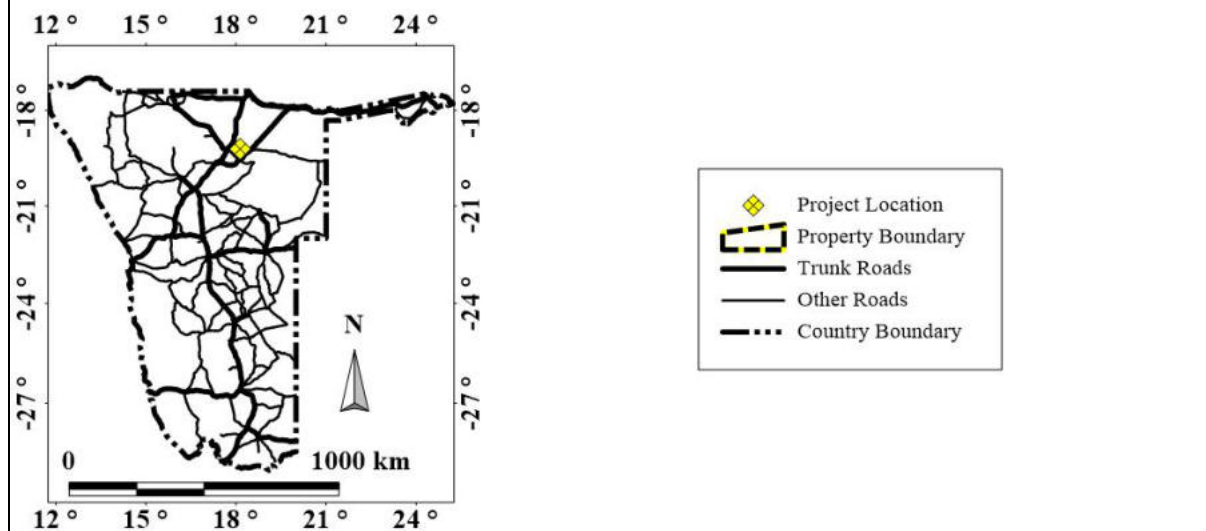 12 ° 15 ° 18 ° 21 ° 24 °
-18 ° -18 °
-21 ° -21 °
-24 ° -24 °
-27 ° -27 °
N
0 1000 km
12 ° 15 ° 18 ° 21 ° 24 °
Project Location
Property Boundary
Trunk Roads
Other Roads
Country Boundary